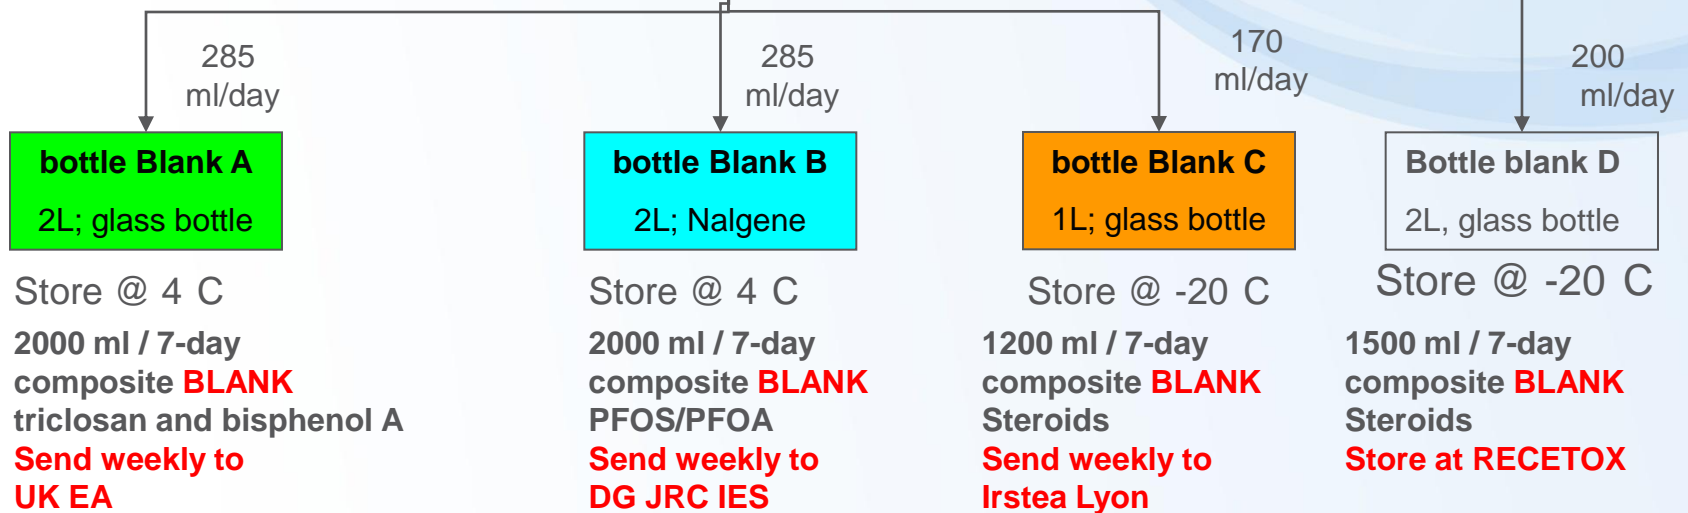 285
ml/day
285
ml/day
170
ml/day
200
ml/day
bottle Blank A
2L; glass bottle
bottle Blank B
2L; Nalgene
bottle Blank C
1L; glass bottle
Bottle blank D
2L, glass bottle
Store @ 4 C
2000 ml / 7-day
composite BLANK
triclosan and bisphenol A
Send weekly to
UK EA
Store @ 4 C
2000 ml / 7-day
composite BLANK
PFOS/PFOA
Send weekly to
DG JRC IES
Store @ -20 C
1200 ml / 7-day
composite BLANK
Steroids
Send weekly to
Irstea Lyon
Store @ -20 C
1500 ml / 7-day
composite BLANK
Steroids
Store at RECETOX